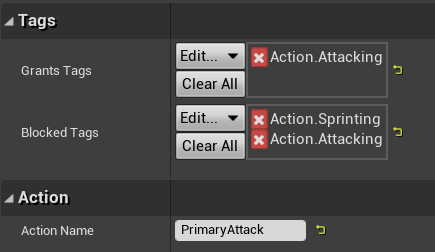 Tags
Grants Tags
Edit...
Clear All
Action.Attacking
Blocked Tags
Edit...
Clear All
Action.Sprinting
Action.Attacking
Action
Action Name
PrimaryAttack